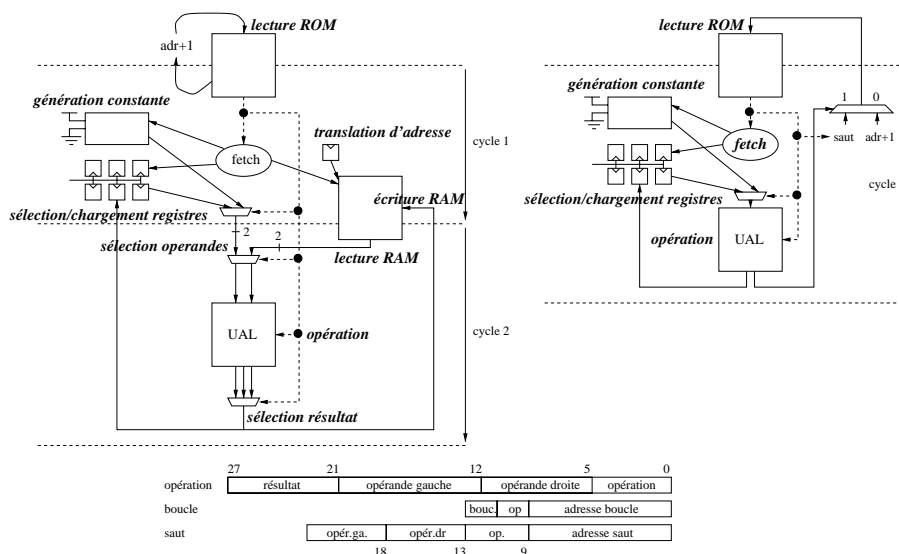 lecture ROM
adr+1
génération constante
translation d'adresse
cycle 1
fetch
écriture RAM
sélection/chargement registres
2
sélection operandes
2
lecture RAM
UAL
opération
cycle 2
sélection résultat
lecture ROM
génération constante
1 0
saut adr+1
fetch
cycle
sélection/chargement registres
opération
UAL
27 21 12 5 0
opération résultat opérande gauche opérande droite opération
boucle bouc. op adresse boucle
saut opér.ga. opér.dr op. adresse saut
18 13 9